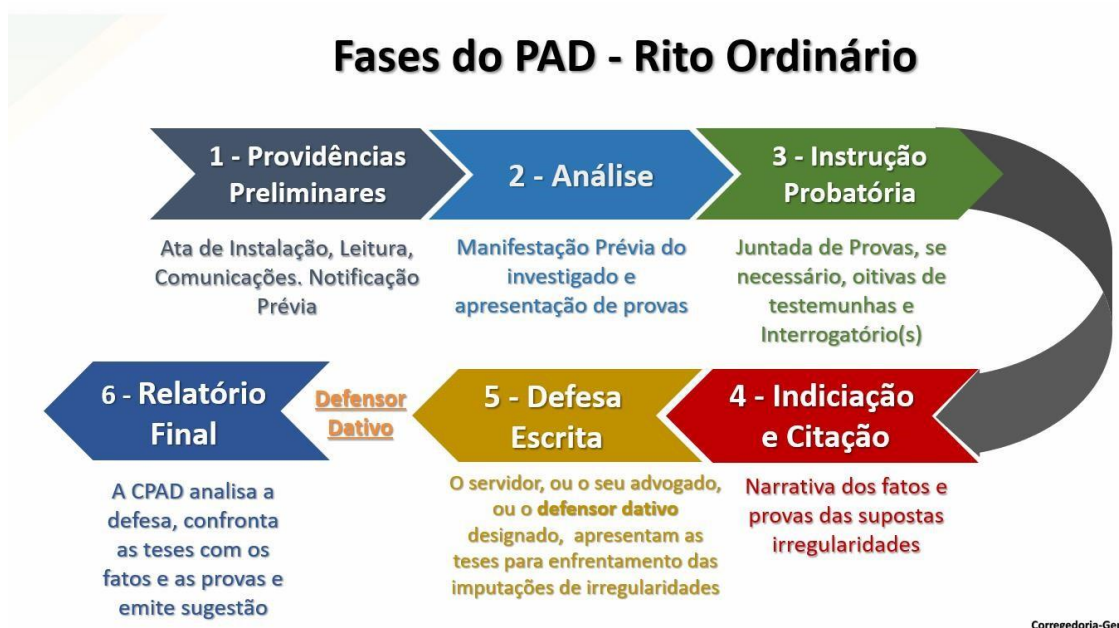 Fases do PAD - Rito Ordinário
1 - Providências
Preliminares
Ata de Instalação, Leitura,
Comunicações. Notificação
Prévia
2 - Análise
Manifestação Prévia do
investigado e
apresentação de provas
3 - Instrução
Probatória
Juntada de Provas, se
necessário, oitivas de
testemunhas e
Interrogatório(s)
4 - Indiciação
e Citação
Narrativa dos fatos e
provas das supostas
irregularidades
5 - Defesa
Escrita
O servidor, ou o seu advogado,
ou o defensor dativo
designado, apresentam as
teses para enfrentamento das
imputações de irregularidades
Defensor
Dativo
6 - Relatório
Final
A CPAD analisa a
defesa, confronta
as teses com os
fatos e as provas e
emite sugestão
Corregedoria-Ger